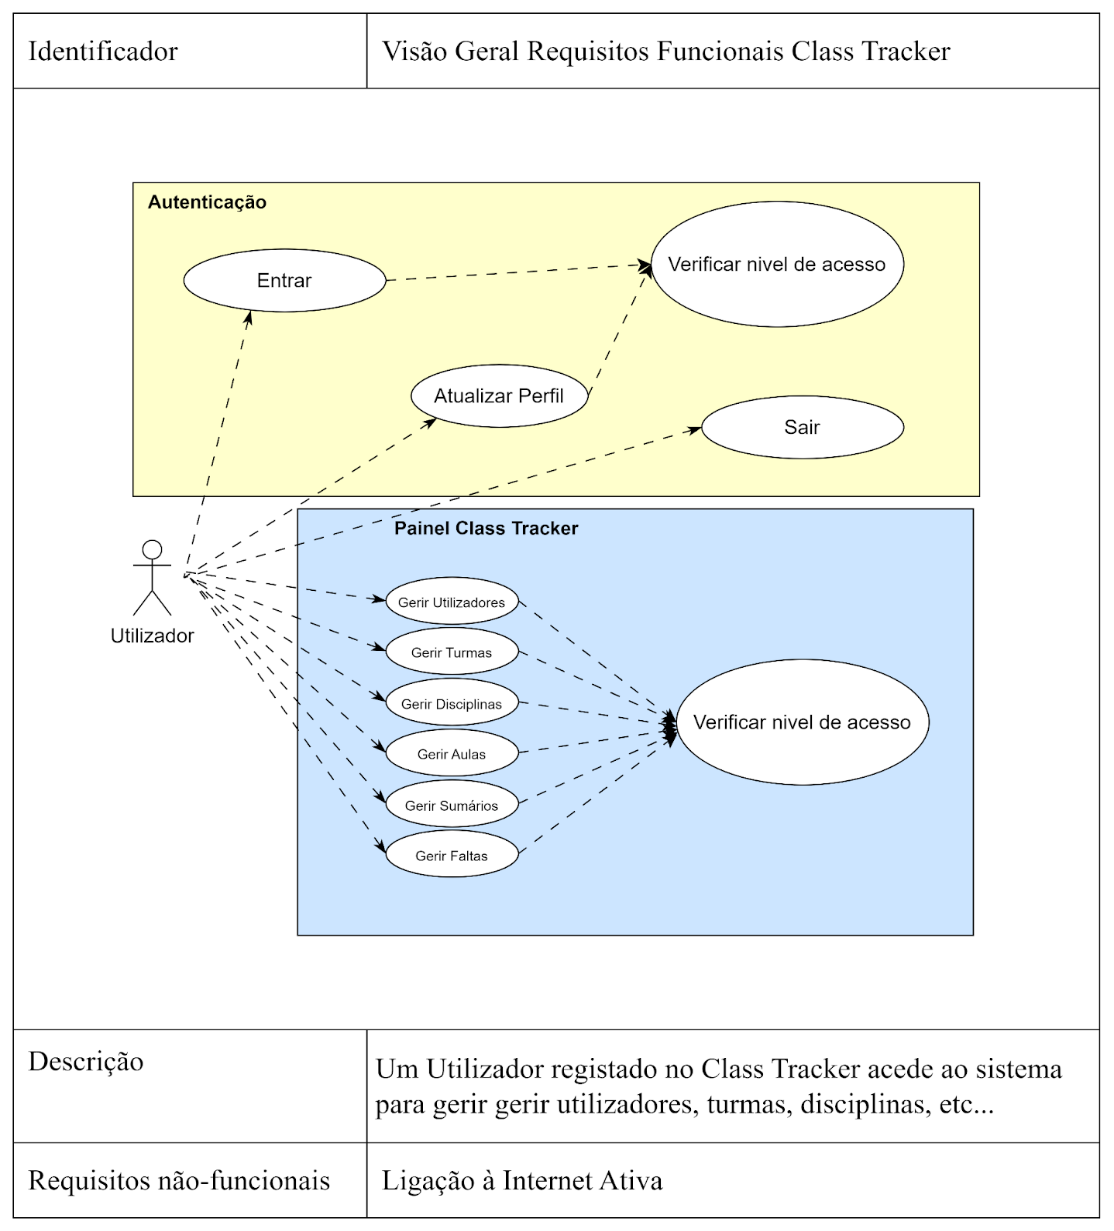 Identificador
Visão Geral Requisitos Funcionais Class Tracker
Autenticação
Entrar
Verificar nivel de acesso
Atualizar Perfil
Sair
Painel Class Tracker
Utilizador
Gerir Utilizadores
Gerir Turmas
Gerir Disciplinas
Gerir Aulas
Gerir Sumários
Gerir Faltas
Verificar nivel de acesso
Descrição
Um Utilizador registado no Class Tracker acede ao sistema
para gerir gerir utilizadores, turmas, disciplinas, etc...
Requisitos não-funcionais
Ligação à Internet Ativa